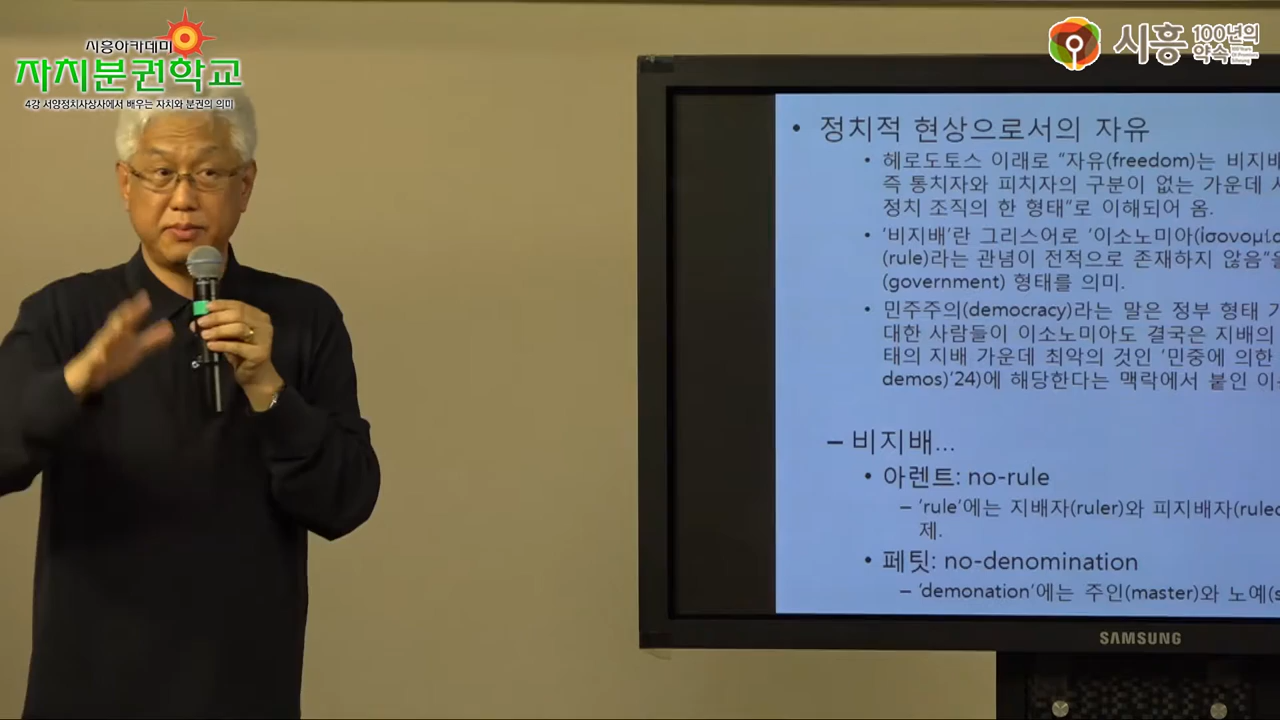 시흥아카데미
자치분권학교
4강 서양정치사상사에서 배우는 자치와 분권의 의미
시흥
100년의
약속
• 정치적 현상으로서의 자유
• 헤로도토스 이래로 "자유(freedom)는 비지배
즉 통치자와 피치자의 구분이 없는 가운데
정치 조직의 한 형태"로 이해되어 옴.
• '비지배'란 그리스어로 '이소노미아(ἰσονομία
(rule)라는 관념이 전적으로 존재하지 않음"을
(government) 형태를 의미.
• 민주주의(democracy)라는 말은 정부 형태
대한 사람들이 이소노미아도 결국은 지배의
태의 지배 가운데 최악의 것인 '민중에 의한
demos)'24)에 해당한다는 맥락에서 붙인
– 비지배...
• 아렌트: no-rule
– 'rule'에는 지배자(ruler)와 피지배자(ruled
제.
• 페팃: no-denomination
– 'demonation'에는 주인(master)와 노예(s
SAMSUNG